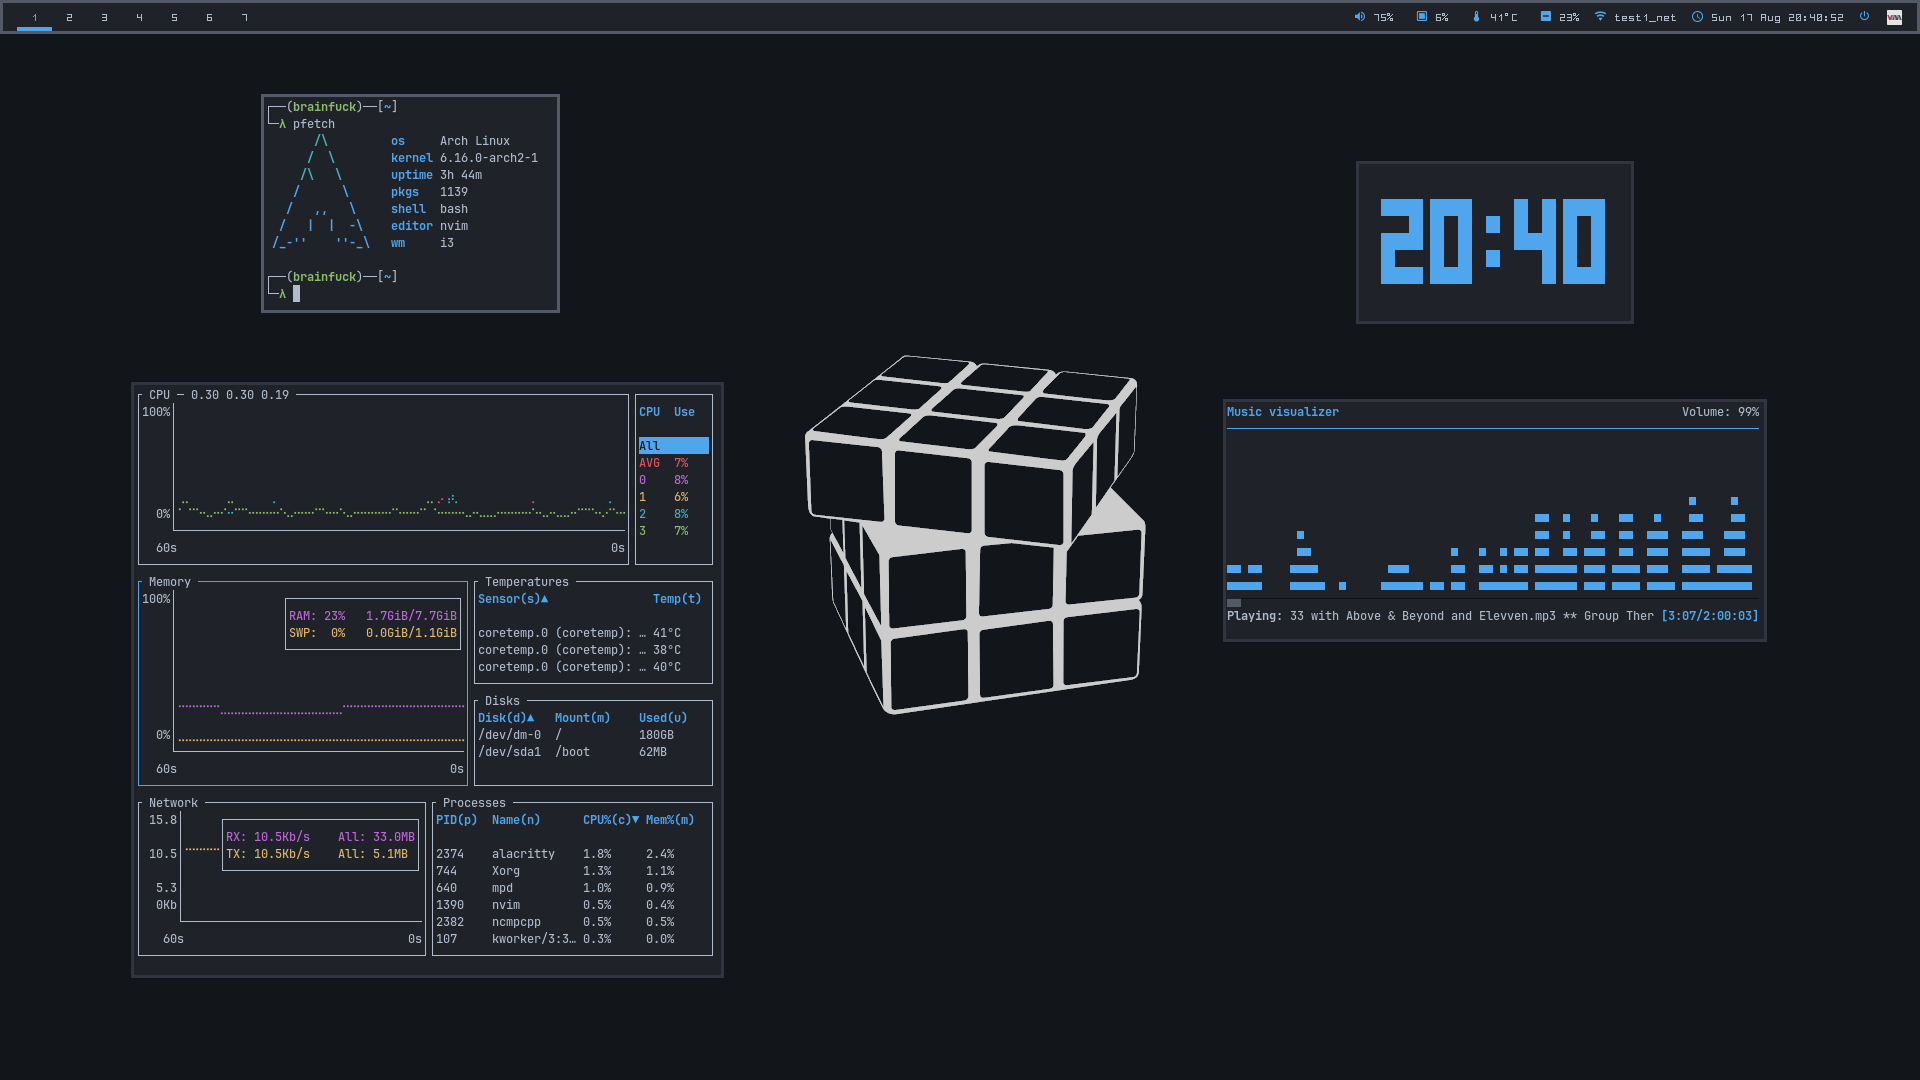 1 2 3 4 5 6 7 75% 6% 41°C 23% test1_net Sun 17 Aug 20:40:52
(brainfuck)—[~]
λ pfetch
os Arch Linux
kernel 6.16.0-arch2-1
uptime 3h 44m
pkgs 1139
shell bash
editor nvim
wm i3
(brainfuck)—[~]
λ
20:40
CPU — 0.30 0.30 0.19
100%
0%
60s 0s
CPU Use
All
AVG 7%
0 8%
1 6%
2 8%
3 7%
Memory
100%
RAM: 23% 1.7GiB/7.7GiB
SWP: 0% 0.0GiB/1.1GiB
0%
60s 0s
Temperatures
Sensor(s)▲ Temp(t)
coretemp.0 (coretemp): … 41°C
coretemp.0 (coretemp): … 38°C
coretemp.0 (coretemp): … 40°C
Disks
Disk(d)▲ Mount(m) Used(u)
/dev/dm-0 / 180GB
/dev/sda1 /boot 62MB
Network
15.8
RX: 10.5Kb/s All: 33.0MB
10.5 TX: 10.5Kb/s All: 5.1MB
5.3
0Kb
60s 0s
Processes
PID(p) Name(n) CPU%(c)▼ Mem%(m)
2374 alacritty 1.8% 2.4%
744 Xorg 1.3% 1.1%
640 mpd 1.0% 0.9%
1390 nvim 0.5% 0.4%
2382 ncmpcpp 0.5% 0.5%
107 kworker/3:3… 0.3% 0.0%
Music visualizer Volume: 99%
Playing: 33 with Above & Beyond and Elevven.mp3 ** Group Ther [3:07/2:00:03]